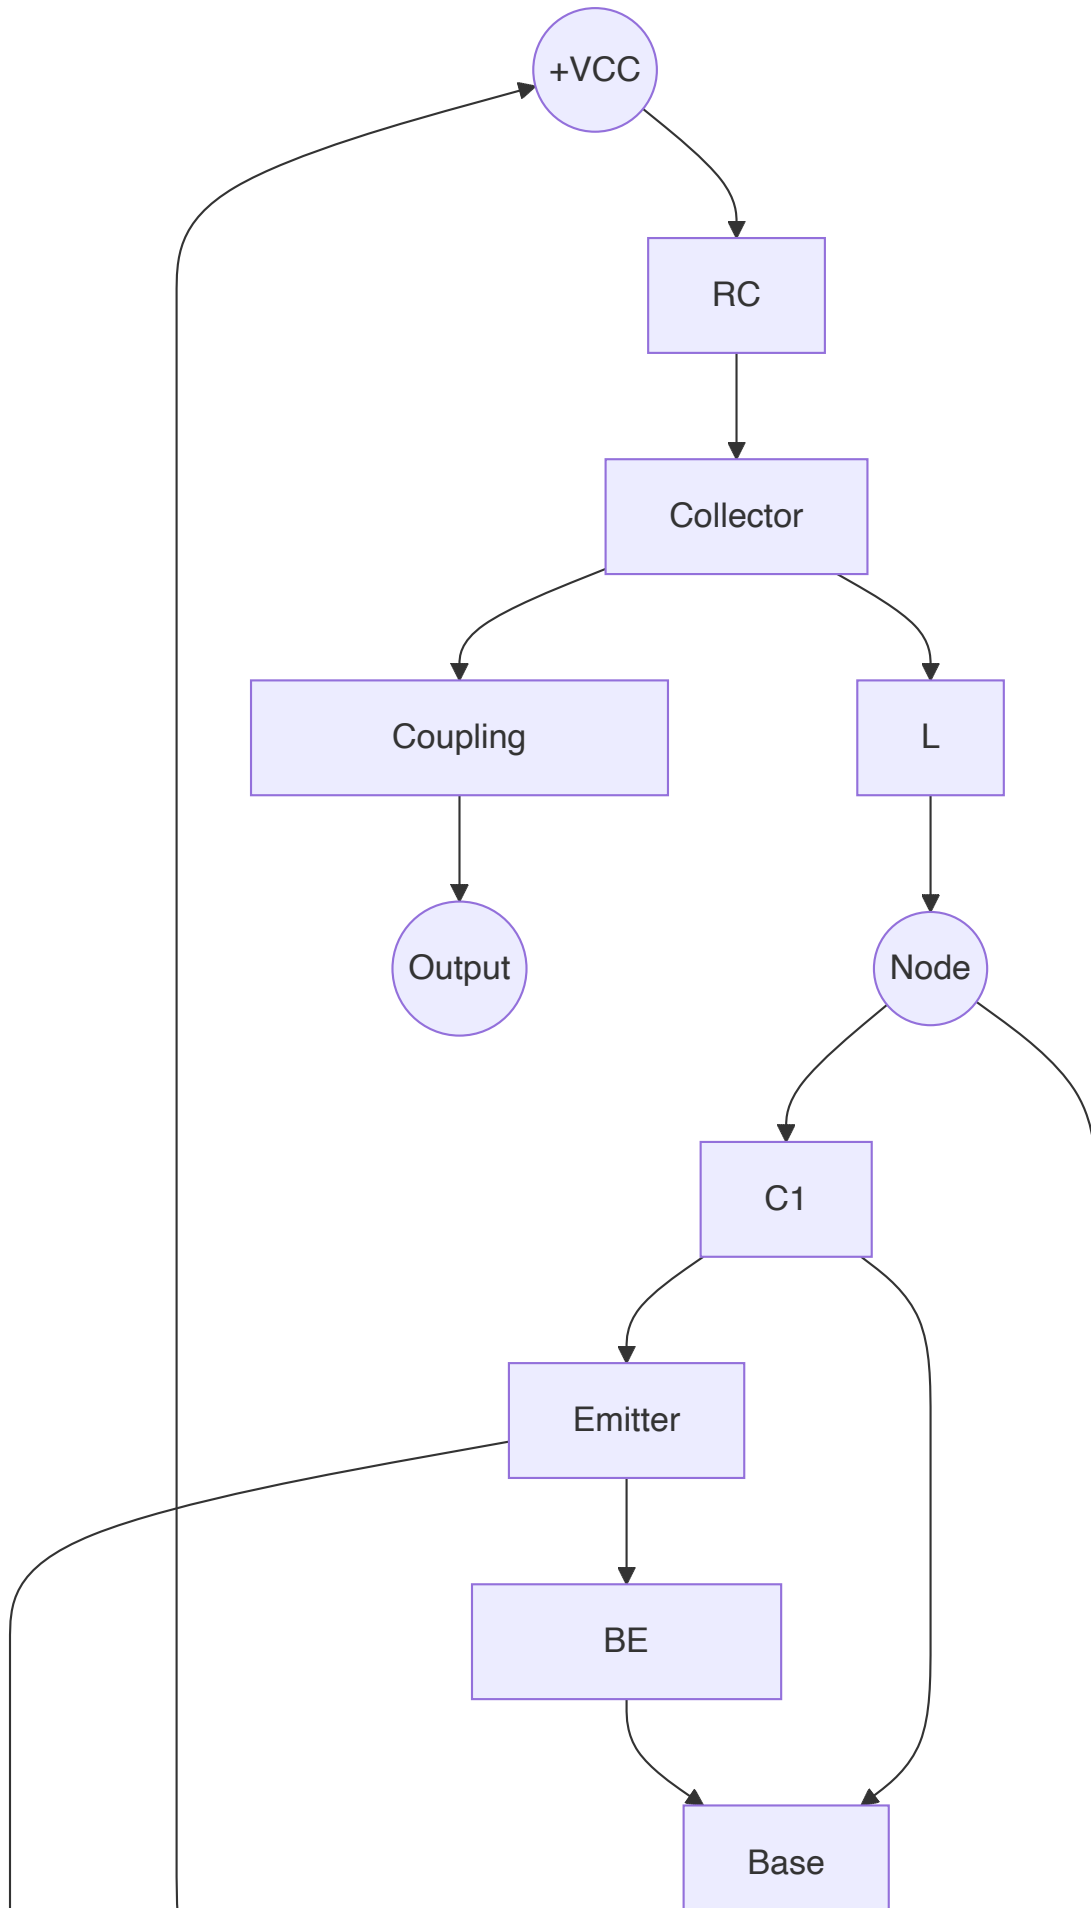 +VCC
RC
Collector
Coupling
L
Output
Node
C1
Emitter
BE
Base